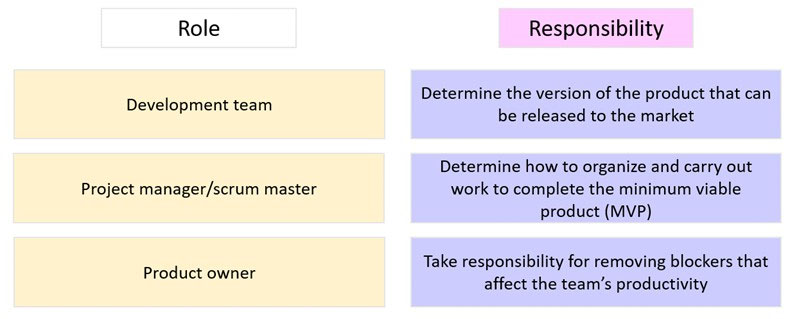 Role
Responsibility
Development team
Determine the version of the product that can
be released to the market
Project manager/scrum master
Determine how to organize and carry out
work to complete the minimum viable
product (MVP)
Product owner
Take responsibility for removing blockers that
affect the team’s productivity